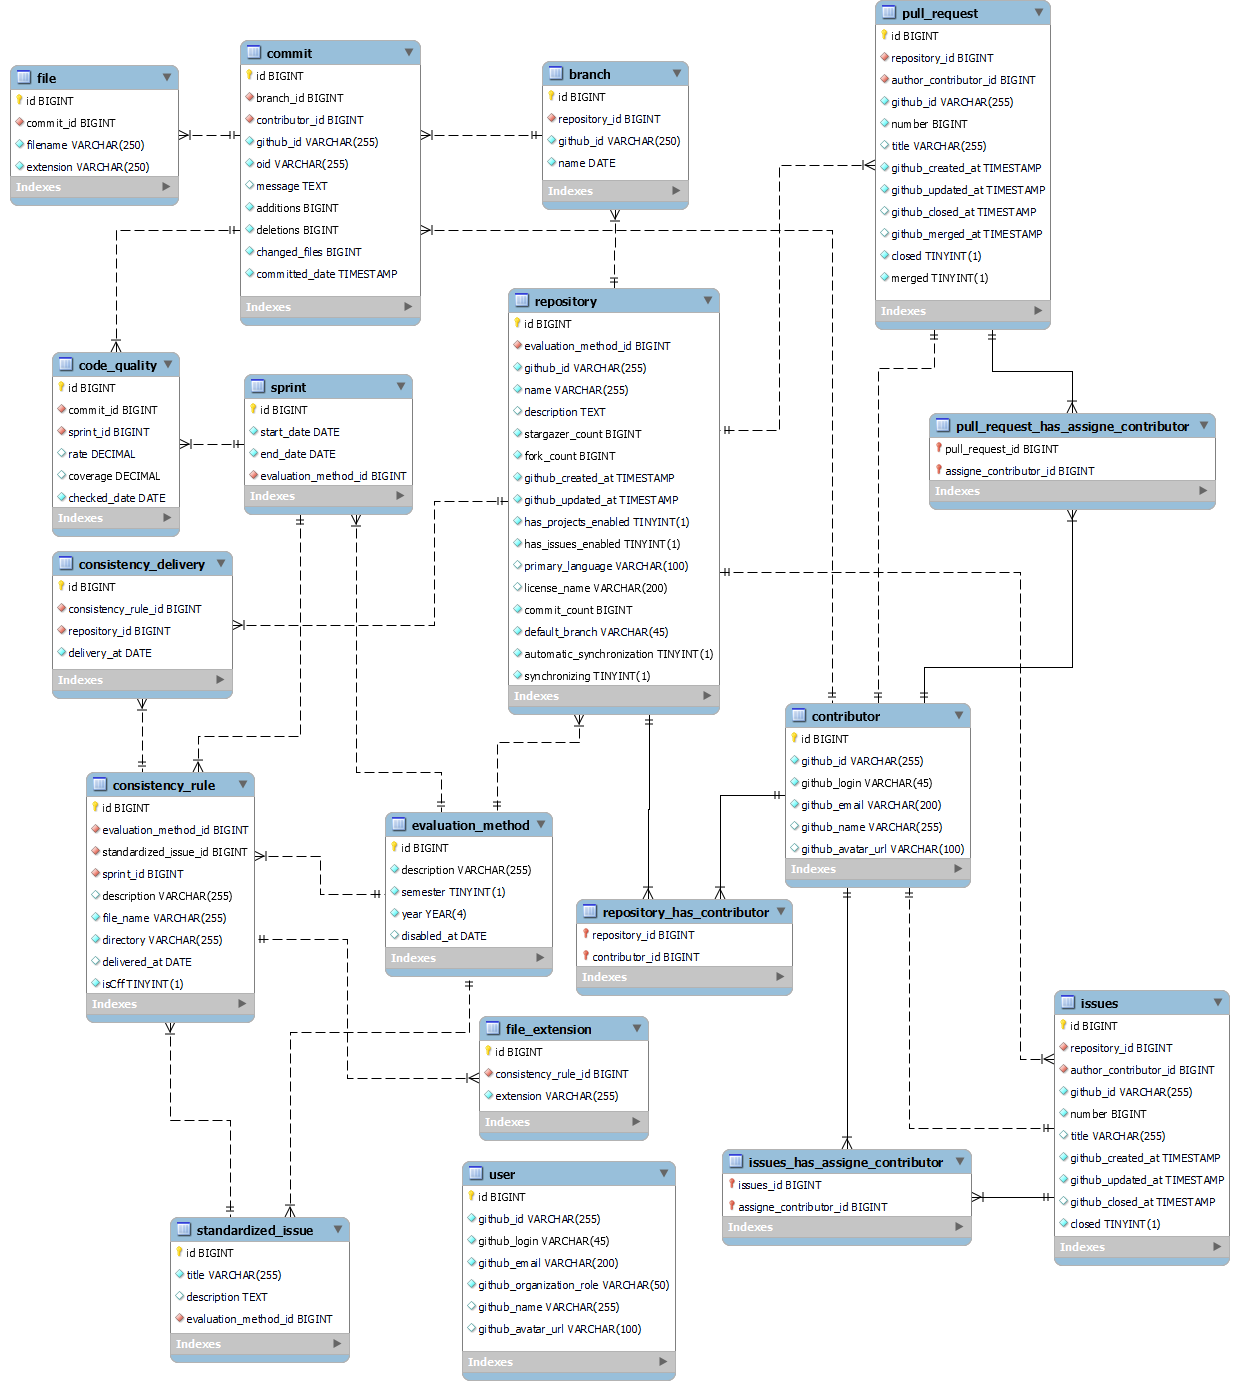 pull_request
id BIGINT
repository_id BIGINT
author_contributor_id BIGINT
github_id VARCHAR(255)
number BIGINT
title VARCHAR(255)
github_created_at TIMESTAMP
github_updated_at TIMESTAMP
github_closed_at TIMESTAMP
github_merged_at TIMESTAMP
closed TINYINT(1)
merged TINYINT(1)
Indexes
commit
id BIGINT
branch_id BIGINT
contributor_id BIGINT
github_id VARCHAR(255)
oid VARCHAR(255)
message TEXT
additions BIGINT
deletions BIGINT
changed_files BIGINT
committed_date TIMESTAMP
Indexes
file
id BIGINT
commit_id BIGINT
filename VARCHAR(250)
extension VARCHAR(250)
Indexes
branch
id BIGINT
repository_id BIGINT
github_id VARCHAR(250)
name DATE
Indexes
repository
id BIGINT
evaluation_method_id BIGINT
github_id VARCHAR(255)
name VARCHAR(255)
description TEXT
stargazer_count BIGINT
fork_count BIGINT
github_created_at TIMESTAMP
github_updated_at TIMESTAMP
has_projects_enabled TINYINT(1)
has_issues_enabled TINYINT(1)
primary_language VARCHAR(100)
license_name VARCHAR(200)
commit_count BIGINT
default_branch VARCHAR(45)
automatic_synchronization TINYINT(1)
synchronizing TINYINT(1)
Indexes
code_quality
id BIGINT
commit_id BIGINT
sprint_id BIGINT
rate DECIMAL
coverage DECIMAL
checked_date DATE
Indexes
sprint
id BIGINT
start_date DATE
end_date DATE
evaluation_method_id BIGINT
Indexes
pull_request_has_assigne_contributor
pull_request_id BIGINT
assigne_contributor_id BIGINT
Indexes
consistency_delivery
id BIGINT
consistency_rule_id BIGINT
repository_id BIGINT
delivery_at DATE
Indexes
contributor
id BIGINT
github_id VARCHAR(255)
github_login VARCHAR(45)
github_email VARCHAR(200)
github_name VARCHAR(255)
github_avatar_url VARCHAR(100)
Indexes
consistency_rule
id BIGINT
evaluation_method_id BIGINT
standardized_issue_id BIGINT
sprint_id BIGINT
description VARCHAR(255)
file_name VARCHAR(255)
directory VARCHAR(255)
delivered_at DATE
isCff TINYINT(1)
Indexes
evaluation_method
id BIGINT
description VARCHAR(255)
semester TINYINT(1)
year YEAR(4)
disabled_at DATE
Indexes
repository_has_contributor
repository_id BIGINT
contributor_id BIGINT
Indexes
issues
id BIGINT
repository_id BIGINT
author_contributor_id BIGINT
github_id VARCHAR(255)
number BIGINT
title VARCHAR(255)
github_created_at TIMESTAMP
github_updated_at TIMESTAMP
github_closed_at TIMESTAMP
closed TINYINT(1)
Indexes
file_extension
id BIGINT
consistency_rule_id BIGINT
extension VARCHAR(255)
Indexes
issues_has_assigne_contributor
issues_id BIGINT
assigne_contributor_id BIGINT
Indexes
user
id BIGINT
github_id VARCHAR(255)
github_login VARCHAR(45)
github_email VARCHAR(200)
github_organization_role VARCHAR(50)
github_name VARCHAR(255)
github_avatar_url VARCHAR(100)
Indexes
standardized_issue
id BIGINT
title VARCHAR(255)
description TEXT
evaluation_method_id BIGINT
Indexes